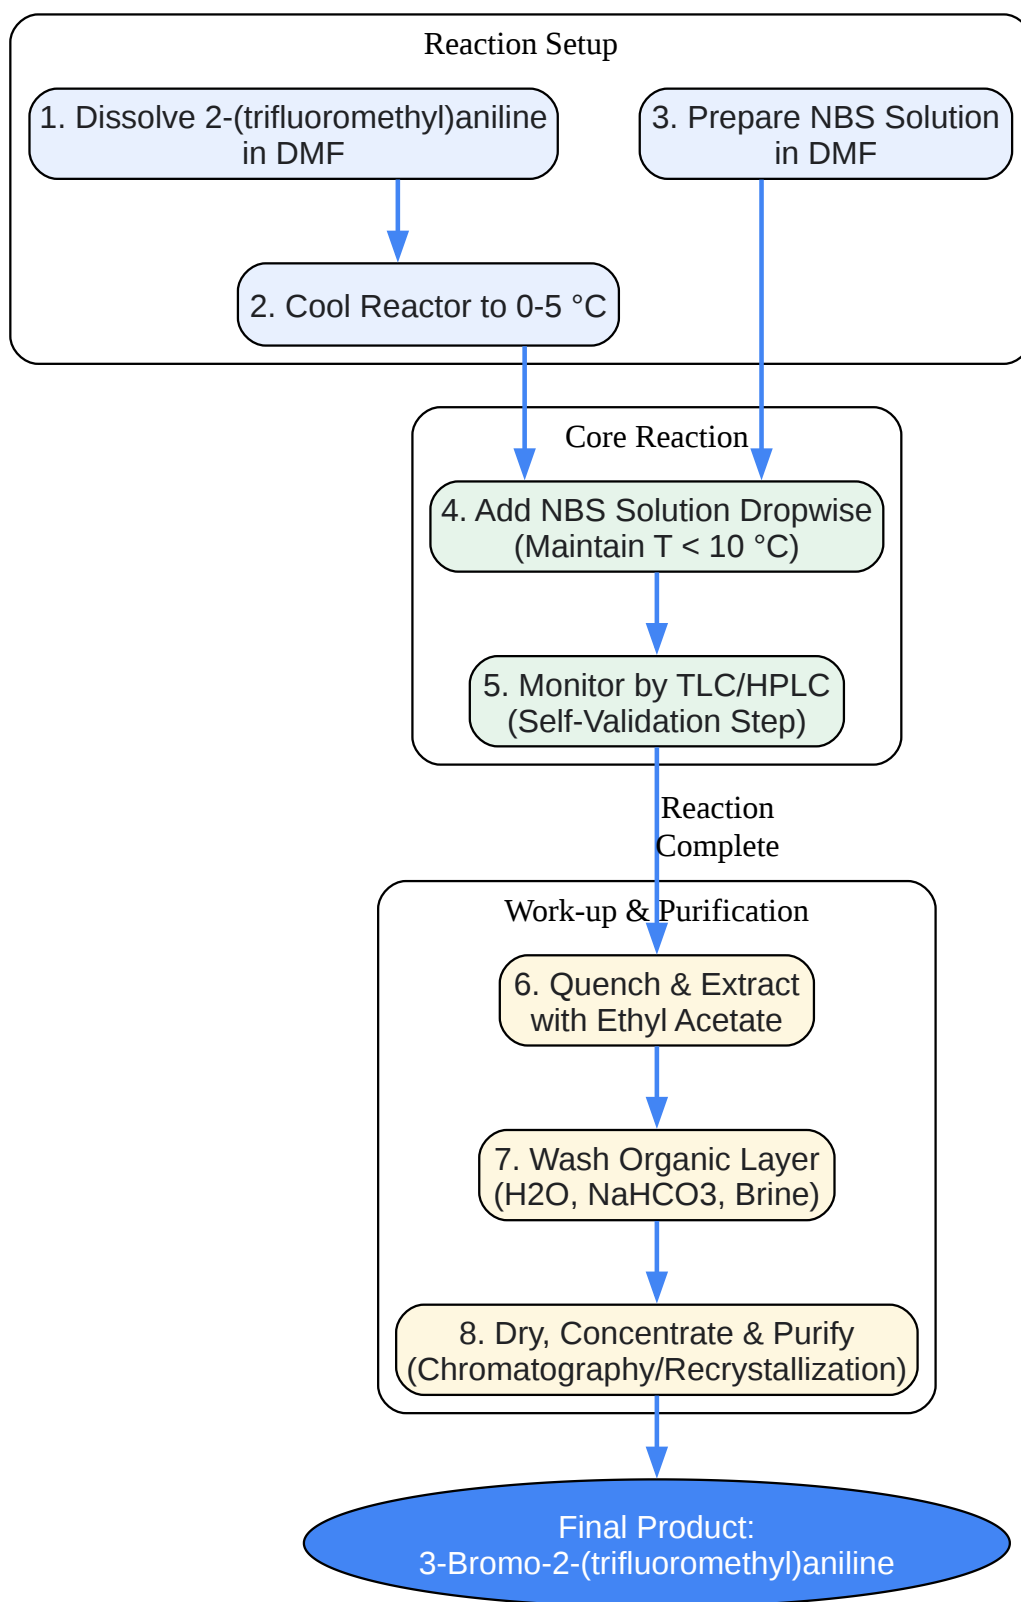 Reaction Setup
1. Dissolve 2-(trifluoromethyl)aniline
in DMF
3. Prepare NBS Solution
in DMF
2. Cool Reactor to 0-5 °C
Core Reaction
4. Add NBS Solution Dropwise
(Maintain T < 10 °C)
5. Monitor by TLC/HPLC
(Self-Validation Step)
Reaction
Complete
Work-up & Purification
6. Quench & Extract
with Ethyl Acetate
7. Wash Organic Layer
(H2O, NaHCO3, Brine)
8. Dry, Concentrate & Purify
(Chromatography/Recrystallization)
Final Product:
3-Bromo-2-(trifluoromethyl)aniline